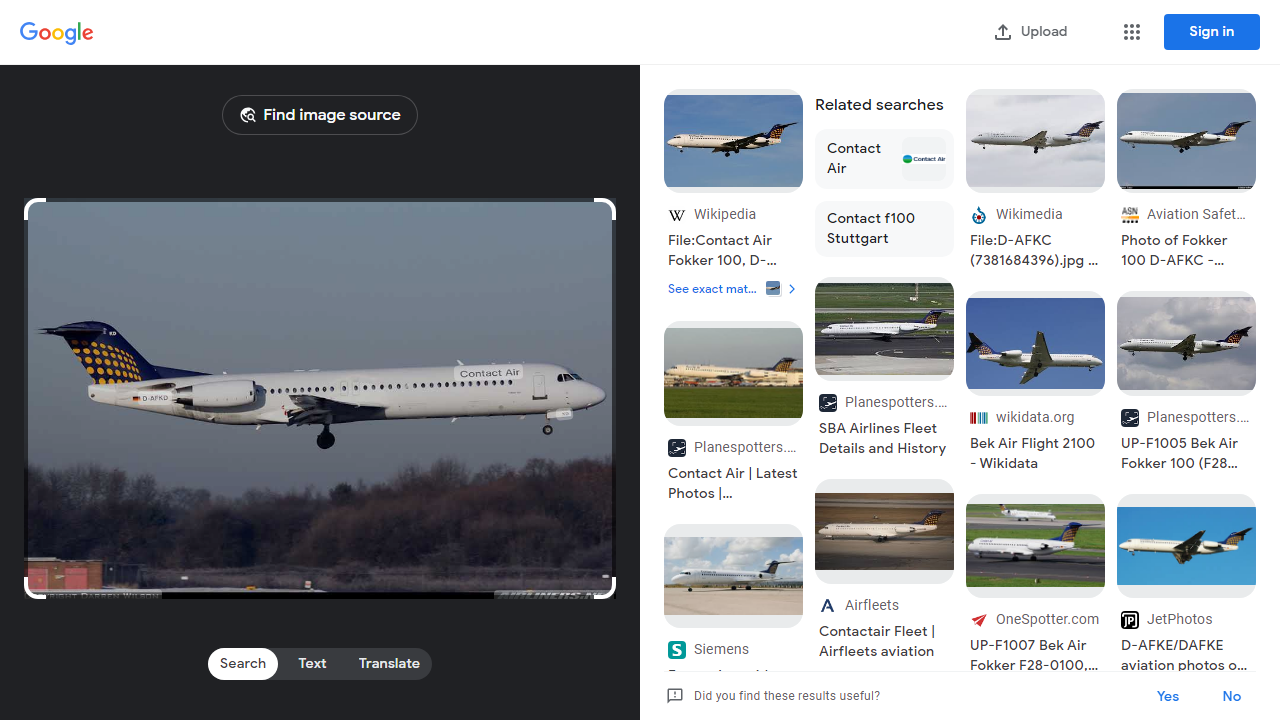 Google
Upload
Sign in
Find image source
Contact Air
D-AFKD
KD
Search
Text
Translate
Wikipedia
File:Contact Air
Fokker 100, D-...
See exact mat...
Planespotters....
Contact Air | Latest
Photos |...
Siemens
Related searches
Contact
Air
Contact Air
Contact f100
Stuttgart
Planespotters....
SBA Airlines Fleet
Details and History
Airfleets
Contactair Fleet |
Airfleets aviation
Wikimedia
File:D-AFKC
(7381684396).jpg ...
wikidata.org
Bek Air Flight 2100
- Wikidata
OneSpotter.com
UP-F1007 Bek Air
Fokker F28-0100,...
ASN
Aviation Safet...
Photo of Fokker
100 D-AFKC -...
Planespotters....
UP-F1005 Bek Air
Fokker 100 (F28...
JP
JetPhotos
D-AFKE/DAFKE
aviation photos o...
Did you find these results useful?
Yes
No